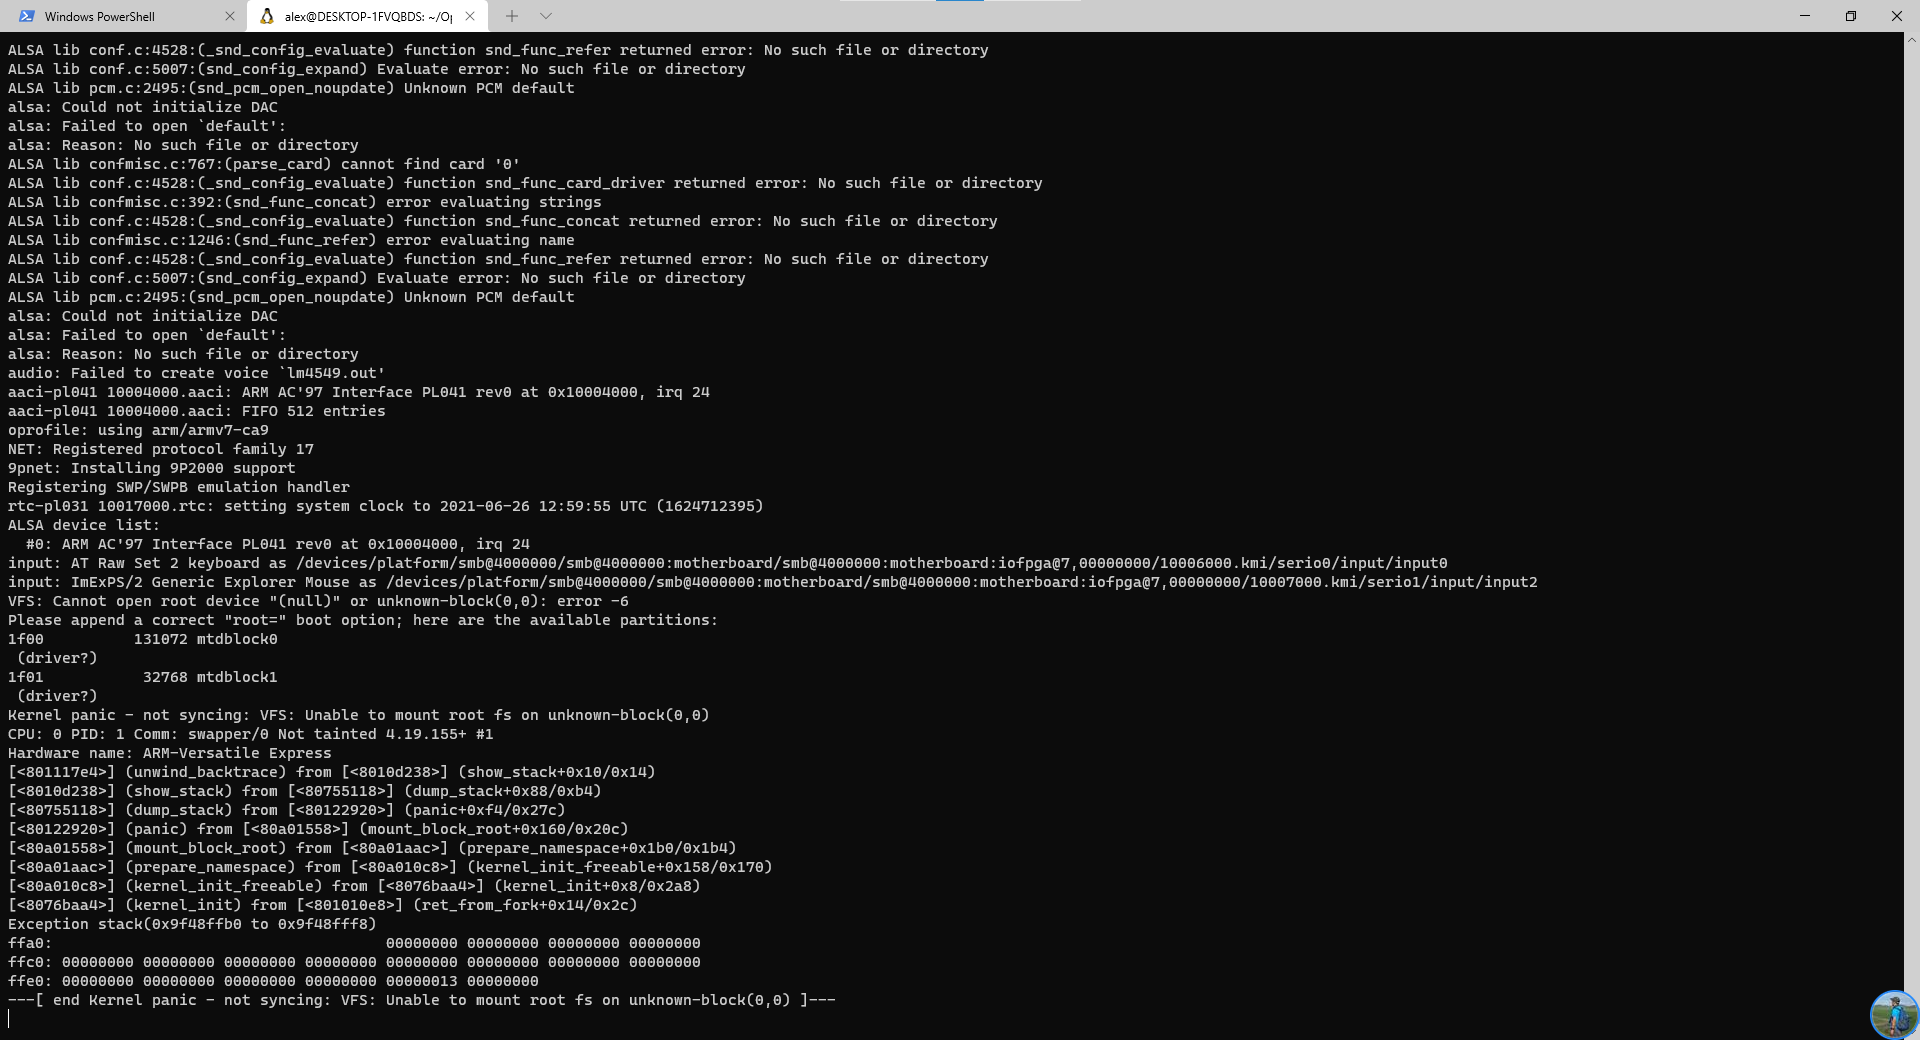 Windows PowerShell
alex@DESKTOP-1FVQBDS: ~/Op
ALSA lib conf.c:4528:(_snd_config_evaluate) function snd_func_refer returned error: No such file or directory
ALSA lib conf.c:5007:(snd_config_expand) Evaluate error: No such file or directory
ALSA lib pcm.c:2495:(snd_pcm_open_noupdate) Unknown PCM default
alsa: Could not initialize DAC
alsa: Failed to open `default':
alsa: Reason: No such file or directory
ALSA lib confmisc.c:767:(parse_card) cannot find card '0'
ALSA lib conf.c:4528:(_snd_config_evaluate) function snd_func_card_driver returned error: No such file or directory
ALSA lib confmisc.c:392:(snd_func_concat) error evaluating strings
ALSA lib conf.c:4528:(_snd_config_evaluate) function snd_func_concat returned error: No such file or directory
ALSA lib confmisc.c:1246:(snd_func_refer) error evaluating name
ALSA lib conf.c:4528:(_snd_config_evaluate) function snd_func_refer returned error: No such file or directory
ALSA lib conf.c:5007:(snd_config_expand) Evaluate error: No such file or directory
ALSA lib pcm.c:2495:(snd_pcm_open_noupdate) Unknown PCM default
alsa: Could not initialize DAC
alsa: Failed to open `default':
alsa: Reason: No such file or directory
audio: Failed to create voice `lm4549.out'
aaci-pl041 10004000.aaci: ARM AC'97 Interface PL041 rev0 at 0x10004000, irq 24
aaci-pl041 10004000.aaci: FIFO 512 entries
oprofile: using arm/armv7-ca9
NET: Registered protocol family 17
9pnet: Installing 9P2000 support
Registering SWP/SWPB emulation handler
rtc-pl031 10017000.rtc: setting system clock to 2021-06-26 12:59:55 UTC (1624712395)
ALSA device list:
  #0: ARM AC'97 Interface PL041 rev0 at 0x10004000, irq 24
input: AT Raw Set 2 keyboard as /devices/platform/smb@4000000/smb@4000000:motherboard/smb@4000000:motherboard:iofpga@7,00000000/10006000.kmi/serio0/input/input0
input: ImExPS/2 Generic Explorer Mouse as /devices/platform/smb@4000000/smb@4000000:motherboard/smb@4000000:motherboard:iofpga@7,00000000/10007000.kmi/serio1/input/input2
VFS: Cannot open root device "(null)" or unknown-block(0,0): error -6
Please append a correct "root=" boot option; here are the available partitions:
1f00          131072 mtdblock0
 (driver?)
1f01           32768 mtdblock1
 (driver?)
Kernel panic - not syncing: VFS: Unable to mount root fs on unknown-block(0,0)
CPU: 0 PID: 1 Comm: swapper/0 Not tainted 4.19.155+ #1
Hardware name: ARM-Versatile Express
[<801117e4>] (unwind_backtrace) from [<8010d238>] (show_stack+0x10/0x14)
[<8010d238>] (show_stack) from [<80755118>] (dump_stack+0x88/0xb4)
[<80755118>] (dump_stack) from [<80122920>] (panic+0xf4/0x27c)
[<80122920>] (panic) from [<80a01558>] (mount_block_root+0x160/0x20c)
[<80a01558>] (mount_block_root) from [<80a01aac>] (prepare_namespace+0x1b0/0x1b4)
[<80a01aac>] (prepare_namespace) from [<80a010c8>] (kernel_init_freeable+0x158/0x170)
[<80a010c8>] (kernel_init_freeable) from [<8076baa4>] (kernel_init+0x8/0x2a8)
[<8076baa4>] (kernel_init) from [<801010e8>] (ret_from_fork+0x14/0x2c)
Exception stack(0x9f48ffb0 to 0x9f48fff8)
ffa0:                                     00000000 00000000 00000000 00000000
ffc0: 00000000 00000000 00000000 00000000 00000000 00000000 00000000 00000000
ffe0: 00000000 00000000 00000000 00000000 00000013 00000000
---[ end Kernel panic - not syncing: VFS: Unable to mount root fs on unknown-block(0,0) ]---